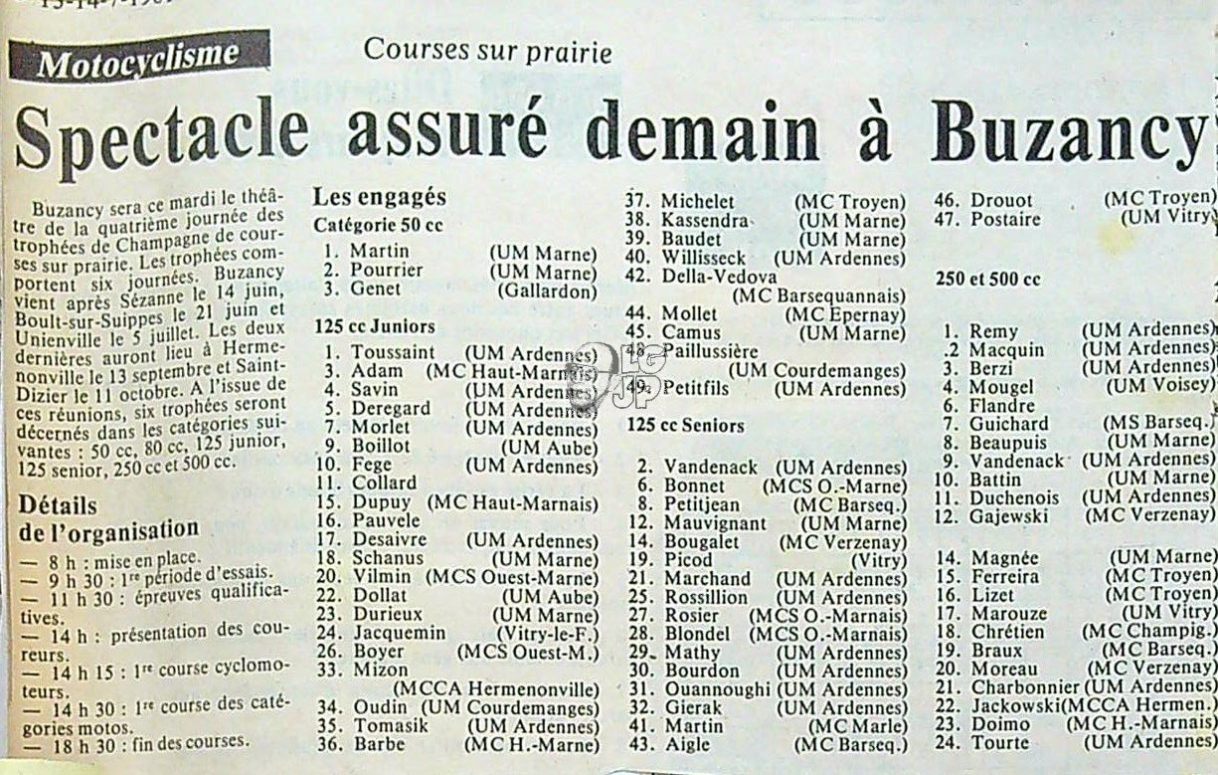 Motocyclisme
Courses sur prairie
Spectacle assuré demain à Buzancy
Buzancy sera ce mardi le théâ-
tre de la quatrième journée des
trophées de Champagne de cour-
ses sur prairie. Les trophées com-
portent six journées. Buzancy
vient après Sézanne le 14 juin,
Boult-sur-Suippes le 21 juin et
Unienville le 5 juillet. Les deux
dernières auront lieu à Herme-
nonville le 13 septembre et Saint-
Dizier le 11 octobre. A l'issue de
ces réunions, six trophées seront
décernés dans les catégories sui-
vantes : 50 cc, 80 cc, 125 junior,
125 senior, 250 cc et 500 cc.
Détails
de l'organisation
— 8 h : mise en place.
— 9 h 30 : 1re période d'essais.
— 11 h 30 : épreuves qualifica-
tives.
— 14 h : présentation des cou-
reurs.
— 14 h 15 : 1re course cyclomo-
teurs.
— 14 h 30 : 1re course des caté-
gories motos.
— 18 h 30 : fin des courses.
Les engagés
Catégorie 50 cc
1. Martin (UM Marne)
2. Pourrier (UM Marne)
3. Genet (Gallardon)
125 cc Juniors
1. Toussaint (UM Ardennes)
3. Adam (MC Haut-Marnais)
4. Savin (UM Ardennes)
5. Deregard (UM Ardennes)
7. Morlet (UM Ardennes)
9. Boillot (UM Aube)
10. Fege (UM Ardennes)
11. Collard
15. Dupuy (MC Haut-Marnais)
16. Pauvele
17. Desaivre (UM Ardennes)
18. Schanus (UM Marne)
20. Vilmin (MCS Ouest-Marne)
22. Dollat (UM Aube)
23. Durieux (UM Marne)
24. Jacquemin (Vitry-le-F.)
26. Boyer (MCS Ouest-M.)
33. Mizon
(MCCA Hermenonville)
34. Oudin (UM Courdemanges)
35. Tomasik (UM Ardennes)
36. Barbe (MC H.-Marne)
37. Michelet (MC Troyen)
38. Kassendra (UM Marne)
39. Baudet (UM Marne)
40. Willisseck (UM Ardennes)
42. Della-Vedova
(MC Barsequannais)
44. Mollet (MC Epernay)
45. Camus (UM Marne)
48. Paillussière
(UM Courdemanges)
49. Petitfils (UM Ardennes)
125 cc Seniors
2. Vandenack (UM Ardennes)
6. Bonnet (MCS O.-Marne)
8. Petitjean (MC Barseq.)
12. Mauvignant (UM Marne)
14. Bougalet (MC Verzenay)
19. Picod (Vitry)
21. Marchand (UM Ardennes)
25. Rossillion (UM Ardennes)
27. Rosier (MCS O.-Marnais)
28. Blondel (MCS O.-Marnais)
29. Mathy (UM Ardennes)
30. Bourdon (UM Ardennes)
31. Ouannoughi (UM Ardennes)
32. Gierak (UM Ardennes)
41. Martin (MC Marle)
43. Aigle (MC Barseq.)
46. Drouot (MC Troyen)
47. Postaire (UM Vitry)
250 et 500 cc
1. Remy (UM Ardennes)
.2 Macquin (UM Ardennes)
3. Berzi (UM Ardennes)
4. Mougel (UM Voisey)
6. Flandre
7. Guichard (MS Barseq.)
8. Beaupuis (UM Marne)
9. Vandenack (UM Ardennes)
10. Battin (UM Marne)
11. Duchenois (UM Ardennes)
12. Gajewski (MC Verzenay)
14. Magnée (UM Marne)
15. Ferreira (MC Troyen)
16. Lizet (MC Troyen)
17. Marouze (UM Vitry)
18. Chrétien (MC Champig.)
19. Braux (MC Barseq.)
20. Moreau (MC Verzenay)
21. Charbonnier (UM Ardennes)
22. Jackowski (MCCA Hermen.)
23. Doimo (MC H.-Marnais)
24. Tourte (UM Ardennes)
LG
JP